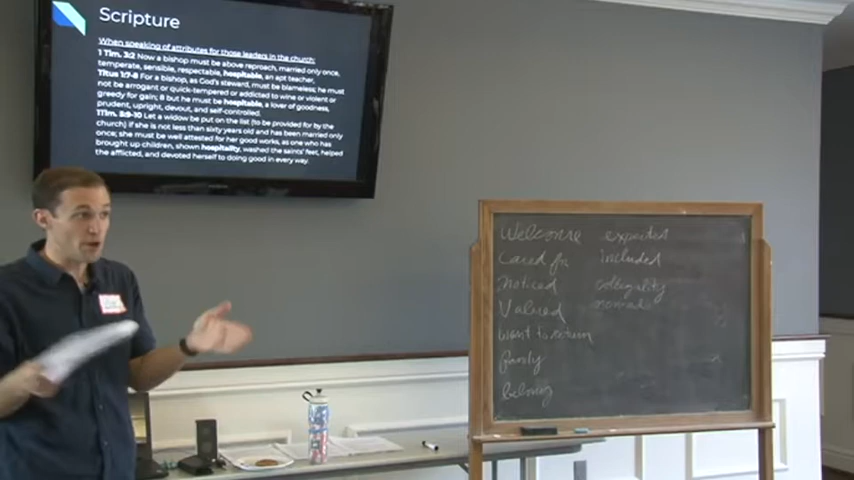 Scripture
When speaking of attributes for those leaders in the church:
1 Tim. 3:2 Now a bishop must be above reproach, married only once,
temperate, sensible, respectable, hospitable, an apt teacher,
Titus 1:7-8 For a bishop, as God's steward, must be blameless; he must
not be arrogant or quick-tempered or addicted to wine or violent or
greedy for gain; 8 but he must be hospitable, a lover of goodness,
prudent, upright, devout, and self-controlled.
1Tim. 5:9-10 Let a widow be put on the list (to be provided for by the
church) if she is not less than sixty years old and has been married only
once; she must be well attested for her good works, as one who has
brought up children, shown hospitality, washed the saints' feet, helped
the afflicted, and devoted herself to doing good in every way.
Welcome expected
Cared for included
Noticed
Valued
want to return
family
belong